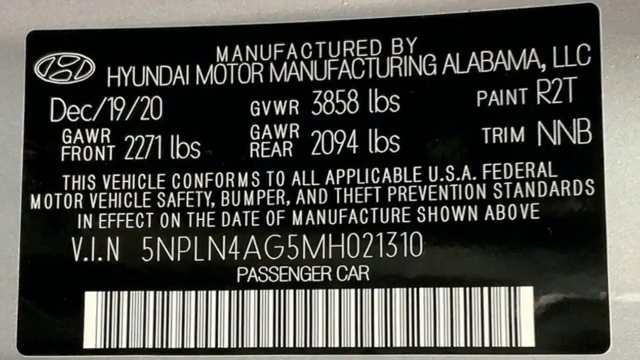 MANUFACTURED BY
HYUNDAI MOTOR MANUFACTURING ALABAMA, LLC
Dec/19/20 GVWR 3858 lbs PAINT R2T
GAWR FRONT 2271 lbs GAWR REAR 2094 lbs TRIM NNB
THIS VEHICLE CONFORMS TO ALL APPLICABLE U.S.A. FEDERAL
MOTOR VEHICLE SAFETY, BUMPER, AND THEFT PREVENTION STANDARDS
IN EFFECT ON THE DATE OF MANUFACTURE SHOWN ABOVE
V.I.N 5NPLN4AG5MH021310
PASSENGER CAR